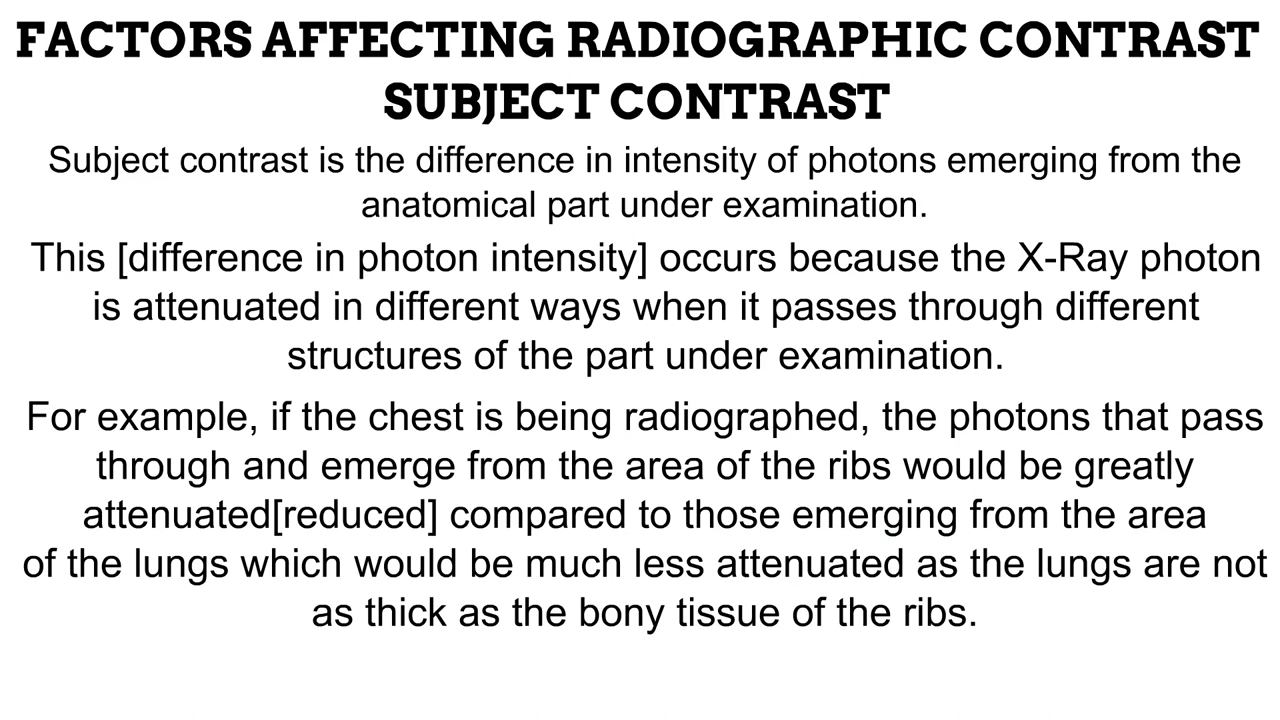 FACTORS AFFECTING RADIOGRAPHIC CONTRAST
SUBJECT CONTRAST
Subject contrast is the difference in intensity of photons emerging from the
anatomical part under examination.
This [difference in photon intensity] occurs because the X-Ray photon
is attenuated in different ways when it passes through different
structures of the part under examination.
For example, if the chest is being radiographed, the photons that pass
through and emerge from the area of the ribs would be greatly
attenuated[reduced] compared to those emerging from the area
of the lungs which would be much less attenuated as the lungs are not
as thick as the bony tissue of the ribs.